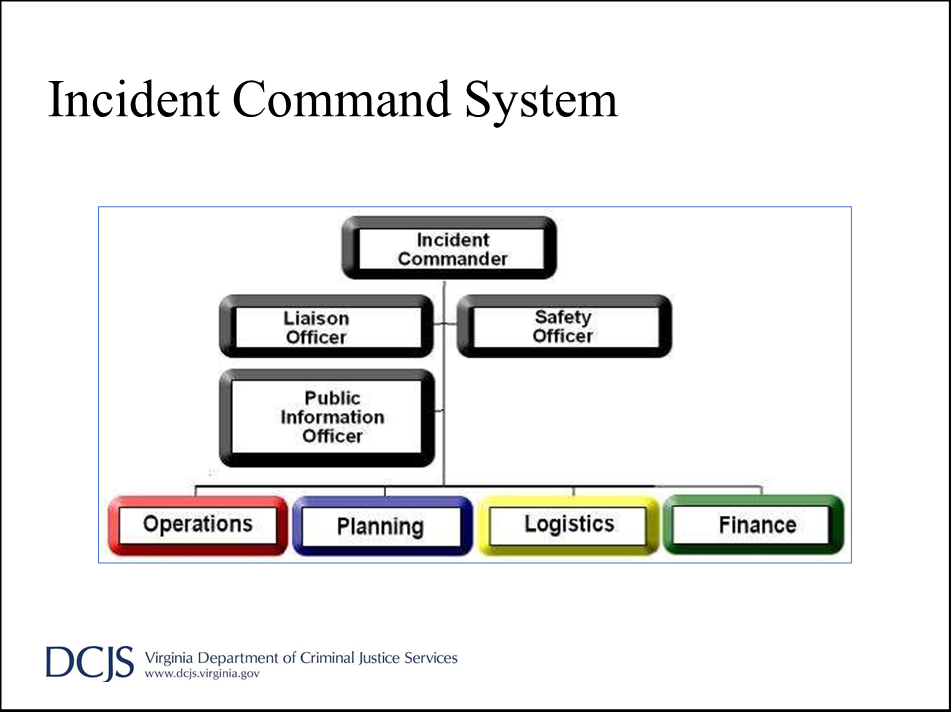 Incident Command System
Incident
Commander
Liaison
Officer
Safety
Officer
Public
Information
Officer
Operations
Planning
Logistics
Finance
DCJS Virginia Department of Criminal Justice Services
www.dcjs.virginia.gov